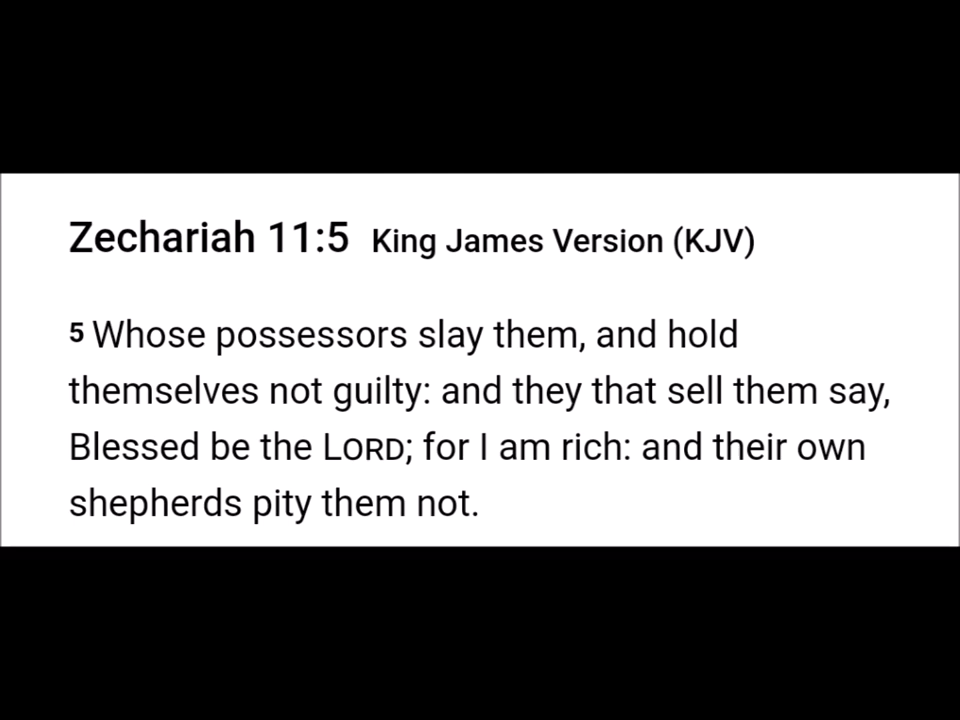 Zechariah 11:5 King James Version (KJV)
5 Whose possessors slay them, and hold
themselves not guilty: and they that sell them say,
Blessed be the LORD; for I am rich: and their own
shepherds pity them not.